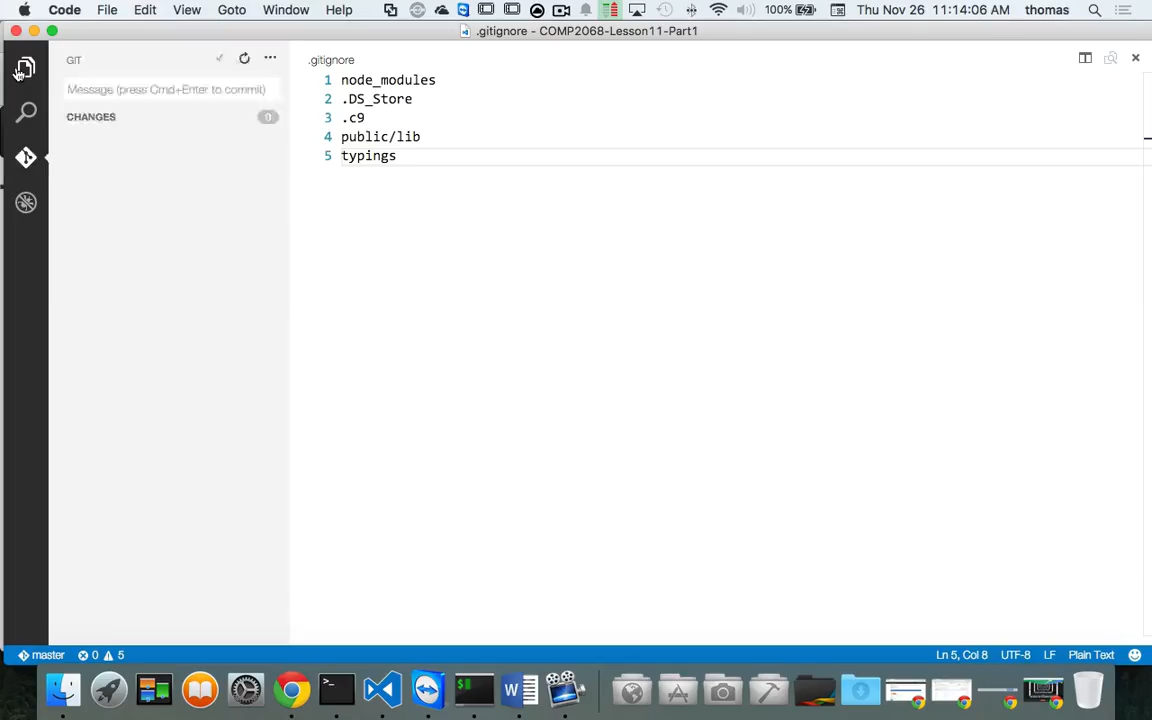 Code File Edit View Goto Window Help 100% Thu Nov 26 11:14:06 AM thomas
.gitignore - COMP2068-Lesson11-Part1
GIT
.gitignore
Message (press Cmd+Enter to commit)
CHANGES 0
1 node_modules
2 .DS_Store
3 .c9
4 public/lib
5 typings
master 0 5 Ln 5, Col 8 UTF-8 LF Plain Text